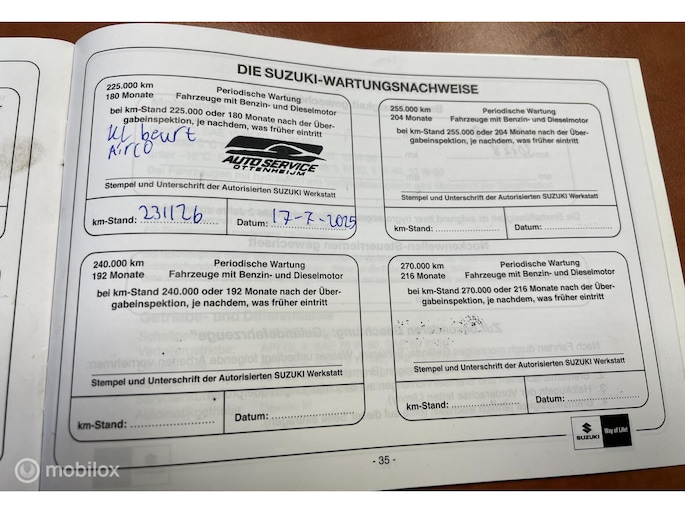 DIE SUZUKI-WARTUNGSNACHWEISE
225.000 km
180 Monate
Periodische Wartung
Fahrzeuge mit Benzin- und Dieselmotor
bei km-Stand 225.000 oder 180 Monate nach der Über-
gabeinspektion, je nachdem, was früher eintritt
Kl beurt
AirCO
AUTO SERVICE
OTTENHEIJM
Stempel und Unterschrift der Autorisierten SUZUKI Werkstatt
km-Stand: 231126
Datum: 17-7-2025
255.000 km
204 Monate
Periodische Wartung
Fahrzeuge mit Benzin- und Dieselmotor
bei km-Stand 255.000 oder 204 Monate nach der Über-
gabeinspektion, je nachdem, was früher eintritt
Stempel und Unterschrift der Autorisierten SUZUKI Werkstatt
km-Stand:
Datum:
240.000 km
192 Monate
Periodische Wartung
Fahrzeuge mit Benzin- und Dieselmotor
bei km-Stand 240.000 oder 192 Monate nach der Über-
gabeinspektion, je nachdem, was früher eintritt
Stempel und Unterschrift der Autorisierten SUZUKI Werkstatt
km-Stand:
Datum:
270.000 km
216 Monate
Periodische Wartung
Fahrzeuge mit Benzin- und Dieselmotor
bei km-Stand 270.000 oder 216 Monate nach der Über-
gabeinspektion, je nachdem, was früher eintritt
Stempel und Unterschrift der Autorisierten SUZUKI Werkstatt
km-Stand:
Datum:
SUZUKI
Way of Life!
- 35 -
mobilox